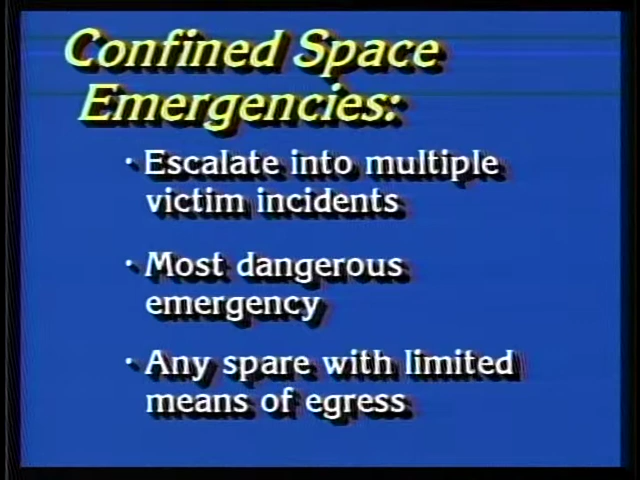 Confined Space
Emergencies:
· Escalate into multiple
victim incidents
· Most dangerous
emergency
· Any spare with limited
means of egress